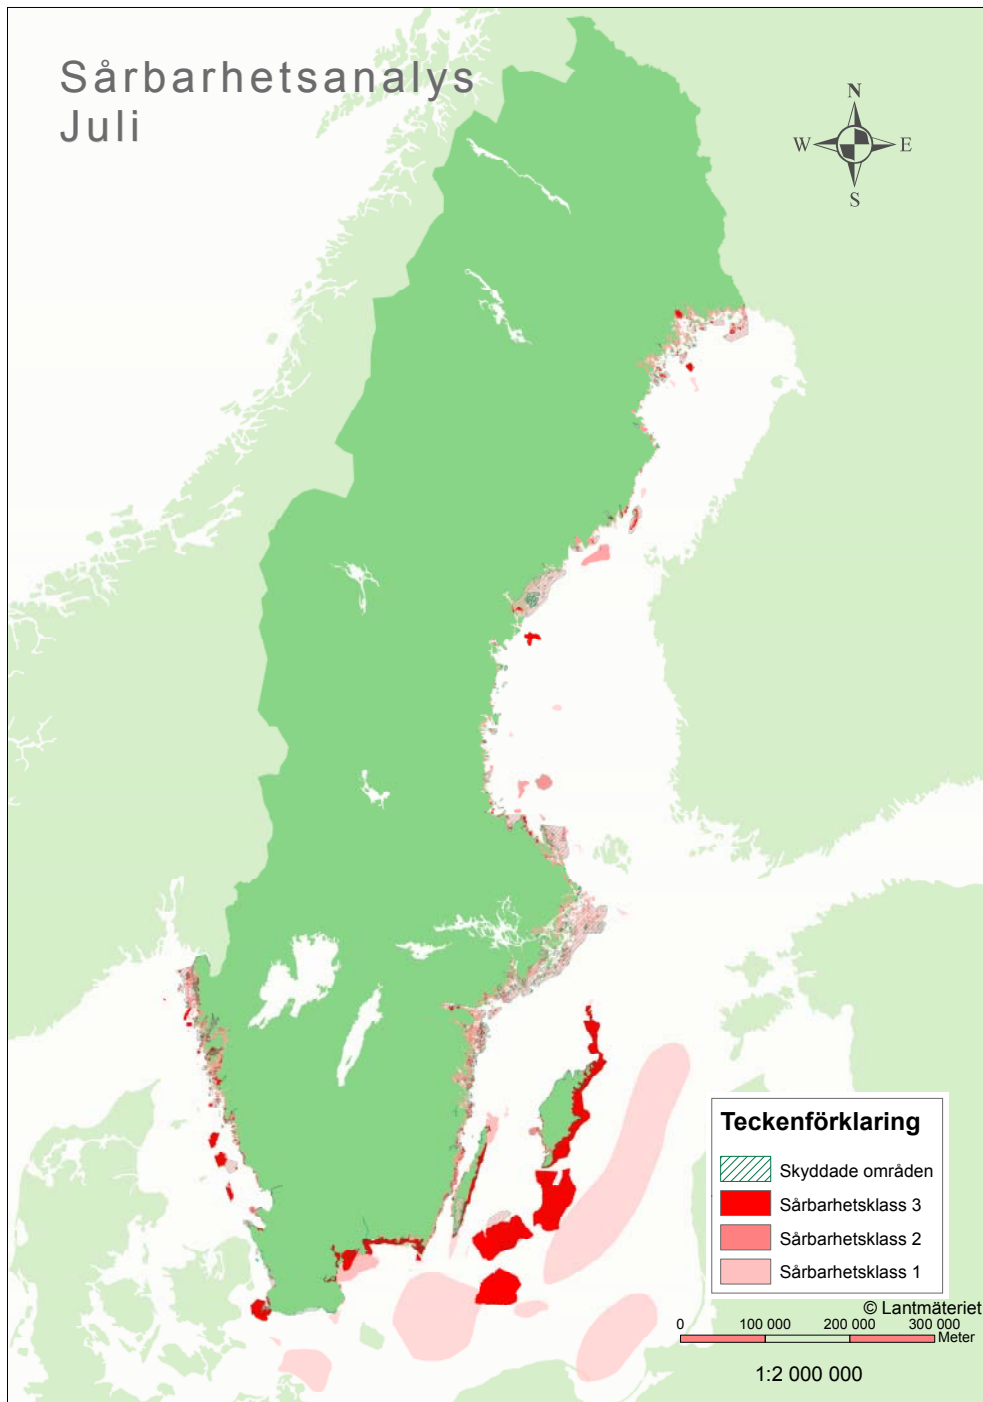 Sårbarhetsanalys
Juli
N
W E
S
Teckenförklaring
Skyddade områden
Sårbarhetsklass 3
Sårbarhetsklass 2
Sårbarhetsklass 1
© Lantmäteriet
0 100 000 200 000 300 000
Meter
1:2 000 000